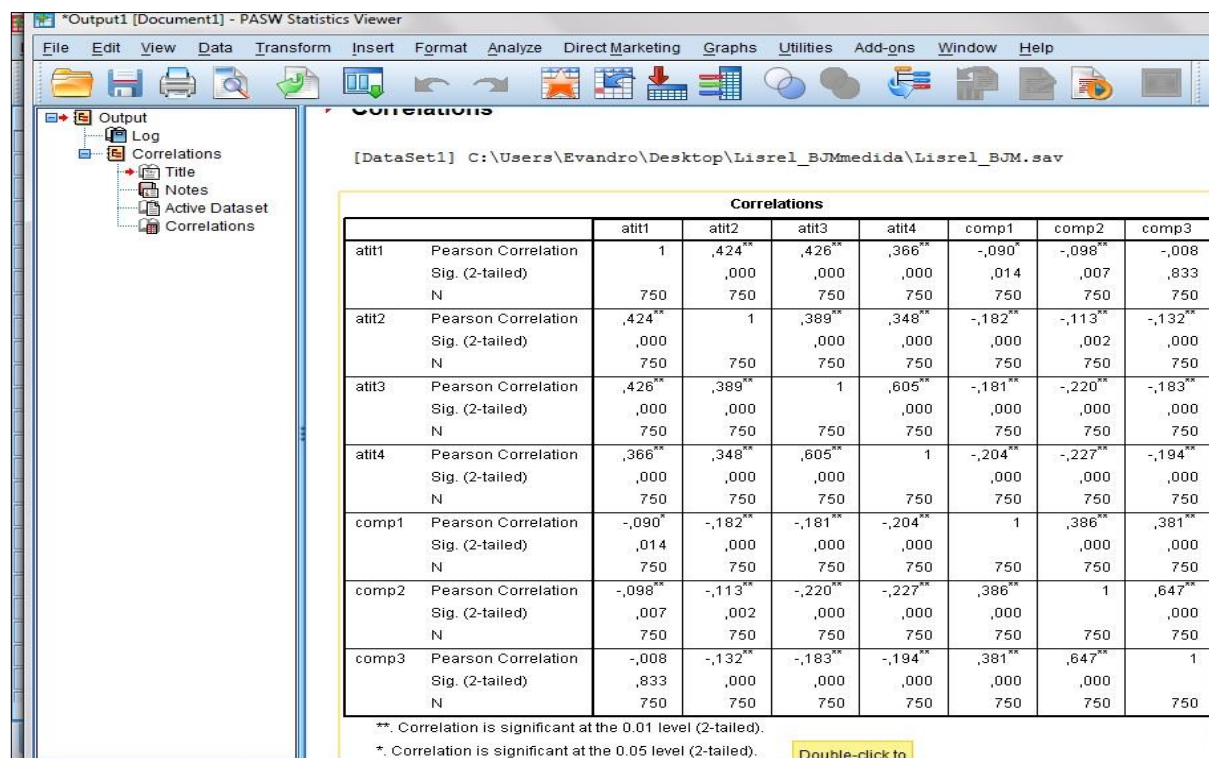 *Output1 [Document1] - PASW Statistics Viewer
File Edit View Data Transform Insert Format Analyze Direct Marketing Graphs Utilities Add-ons Window Help
Output
Log
Correlations
Title
Notes
Active Dataset
Correlations
Correlations
[DataSet1] C:\Users\Evandro\Desktop\Lisrel_BJMmedida\Lisrel_BJM.sav
Correlations
atit1 atit2 atit3 atit4 comp1 comp2 comp3
atit1 Pearson Correlation 1 ,424** ,426** ,366** -,090* -,098** -,008
Sig. (2-tailed) ,000 ,000 ,000 ,014 ,007 ,833
N 750 750 750 750 750 750 750
atit2 Pearson Correlation ,424** 1 ,389** ,348** -,182** -,113** -,132**
Sig. (2-tailed) ,000 ,000 ,000 ,000 ,002 ,000
N 750 750 750 750 750 750 750
atit3 Pearson Correlation ,426** ,389** 1 ,605** -,181** -,220** -,183**
Sig. (2-tailed) ,000 ,000 ,000 ,000 ,000 ,000
N 750 750 750 750 750 750 750
atit4 Pearson Correlation ,366** ,348** ,605** 1 -,204** -,227** -,194**
Sig. (2-tailed) ,000 ,000 ,000 ,000 ,000 ,000
N 750 750 750 750 750 750 750
comp1 Pearson Correlation -,090* -,182** -,181** -,204** 1 ,386** ,381**
Sig. (2-tailed) ,014 ,000 ,000 ,000 ,000 ,000
N 750 750 750 750 750 750 750
comp2 Pearson Correlation -,098** -,113** -,220** -,227** ,386** 1 ,647**
Sig. (2-tailed) ,007 ,002 ,000 ,000 ,000 ,000
N 750 750 750 750 750 750 750
comp3 Pearson Correlation -,008 -,132** -,183** -,194** ,381** ,647** 1
Sig. (2-tailed) ,833 ,000 ,000 ,000 ,000 ,000
N 750 750 750 750 750 750 750
**. Correlation is significant at the 0.01 level (2-tailed).
*. Correlation is significant at the 0.05 level (2-tailed).
Double-click to